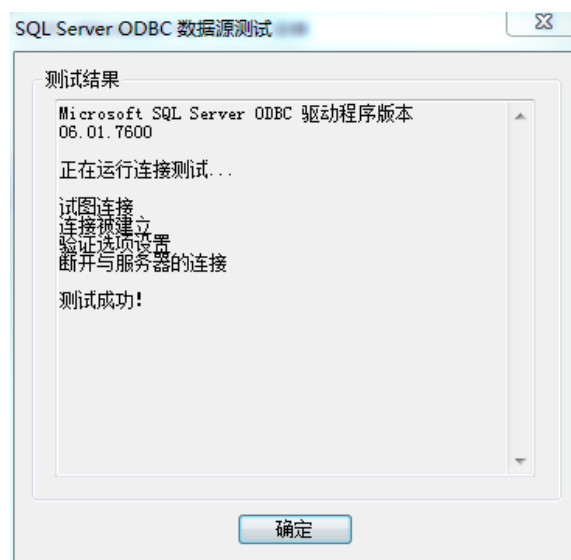 SQL Server ODBC 数据源测试
测试结果
Microsoft SQL Server ODBC 驱动程序版本
06.01.7600
正在运行连接测试...
试图连接
连接被建立
验证选项设置
断开与服务器的连接
测试成功!
确定